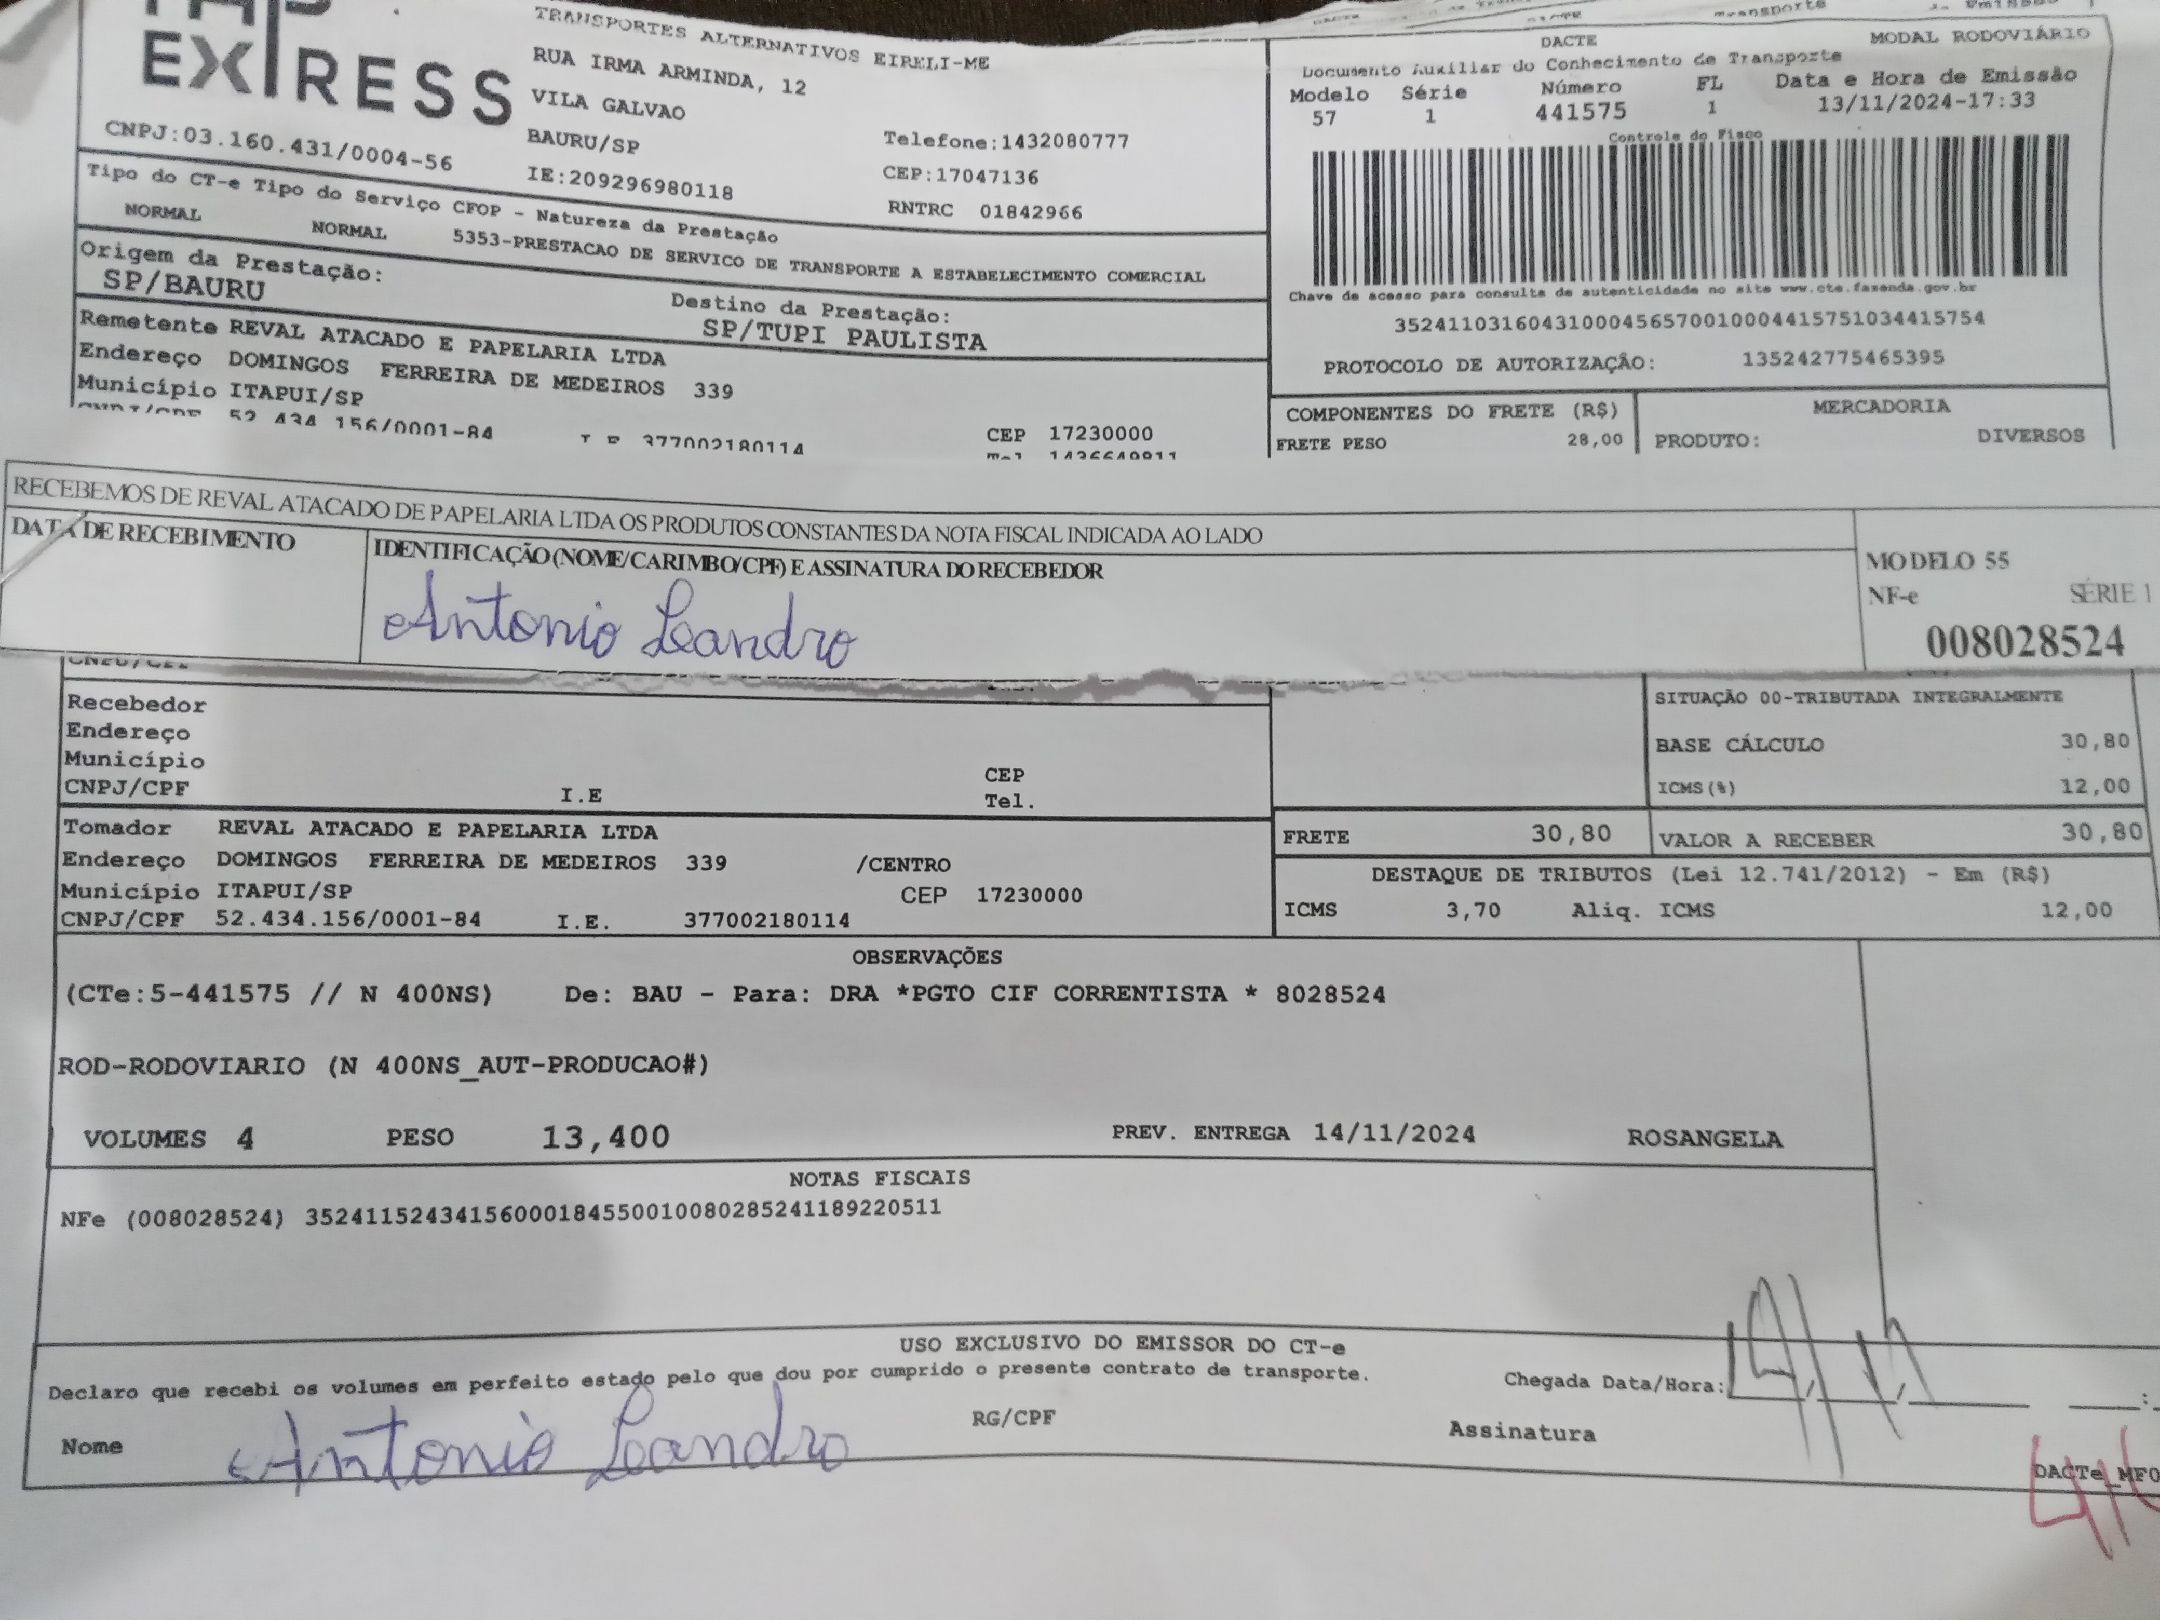 EXPRESS
TRANSPORTES ALTERNATIVOS EIRELI-ME
RUA IRMA ARMINDA, 12
VILA GALVAO
BAURU/SP Telefone:1432080777
CNPJ:03.160.431/0004-56 IE:209296980118 CEP:17047136
RNTRC 01842966
Tipo do CT-e Tipo do Serviço CFOP - Natureza da Prestação
NORMAL NORMAL 5353-PRESTACAO DE SERVICO DE TRANSPORTE A ESTABELECIMENTO COMERCIAL
Origem da Prestação: Destino da Prestação:
SP/BAURU SP/TUPI PAULISTA
Remetente REVAL ATACADO E PAPELARIA LTDA
Endereço DOMINGOS FERREIRA DE MEDEIROS 339
Município ITAPUI/SP CEP 17230000
CNPJ/CPF 52.434.156/0001-84 I.E 377002180114 Tel 1436649811
DACTE MODAL RODOVIÁRIO
Documento Auxiliar do Conhecimento de Transporte
Modelo Série Número FL Data e Hora de Emissão
57 1 441575 1 13/11/2024-17:33
Controle do Fisco
Chave de acesso para consulta de autenticidade no site www.cte.fazenda.gov.br
35241103160431000456570010004415751034415754
PROTOCOLO DE AUTORIZAÇÂO: 135242775465395
COMPONENTES DO FRETE (R$) MERCADORIA
FRETE PESO 28,00 PRODUTO: DIVERSOS
RECEBEMOS DE REVAL ATACADO DE PAPELARIA LTDA OS PRODUTOS CONSTANTES DA NOTA FISCAL INDICADA AO LADO
DATA DE RECEBIMENTO IDENTIFICAÇÃO (NOME/CARIMBO/CPF) E ASSINATURA DO RECEBEDOR
Antonio Leandro
MODELO 55
NF-e SÉRIE 1
008028524
Recebedor
Endereço
Município CEP
CNPJ/CPF I.E Tel.
SITUAÇÃO 00-TRIBUTADA INTEGRALMENTE
BASE CÁLCULO 30,80
ICMS(%) 12,00
Tomador REVAL ATACADO E PAPELARIA LTDA
Endereço DOMINGOS FERREIRA DE MEDEIROS 339 /CENTRO
Município ITAPUI/SP CEP 17230000
CNPJ/CPF 52.434.156/0001-84 I.E. 377002180114
FRETE 30,80 VALOR A RECEBER 30,80
DESTAQUE DE TRIBUTOS (Lei 12.741/2012) - Em (R$)
ICMS 3,70 Aliq. ICMS 12,00
OBSERVAÇÕES
(CTe:5-441575 // N 400NS) De: BAU - Para: DRA *PGTO CIF CORRENTISTA * 8028524
ROD-RODOVIARIO (N 400NS_AUT-PRODUCAO#)
VOLUMES 4 PESO 13,400 PREV. ENTREGA 14/11/2024 ROSANGELA
NOTAS FISCAIS
NFe (008028524) 35241152434156000184550010080285241189220511
USO EXCLUSIVO DO EMISSOR DO CT-e
Declaro que recebi os volumes em perfeito estado pelo que dou por cumprido o presente contrato de transporte.
Chegada Data/Hora:
Nome Antonio Leandro RG/CPF Assinatura
DACTe_MF0